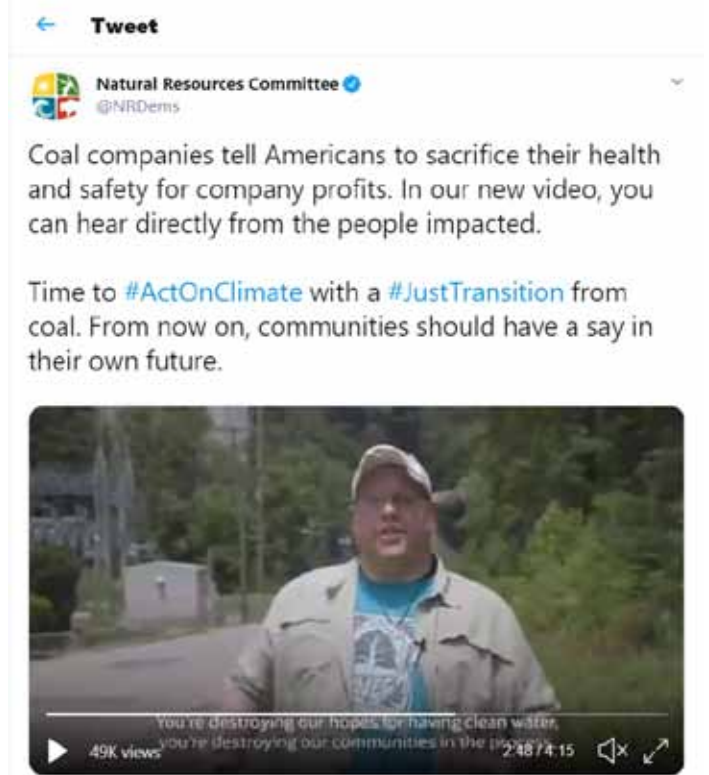 Tweet
Natural Resources Committee
@NRDems
Coal companies tell Americans to sacrifice their health
and safety for company profits. In our new video, you
can hear directly from the people impacted.
Time to #ActOnClimate with a #JustTransition from
coal. From now on, communities should have a say in
their own future.
You're destroying our hopes for having clean water,
you're destroying our communities in the process.
49K views
2:48 / 4:15